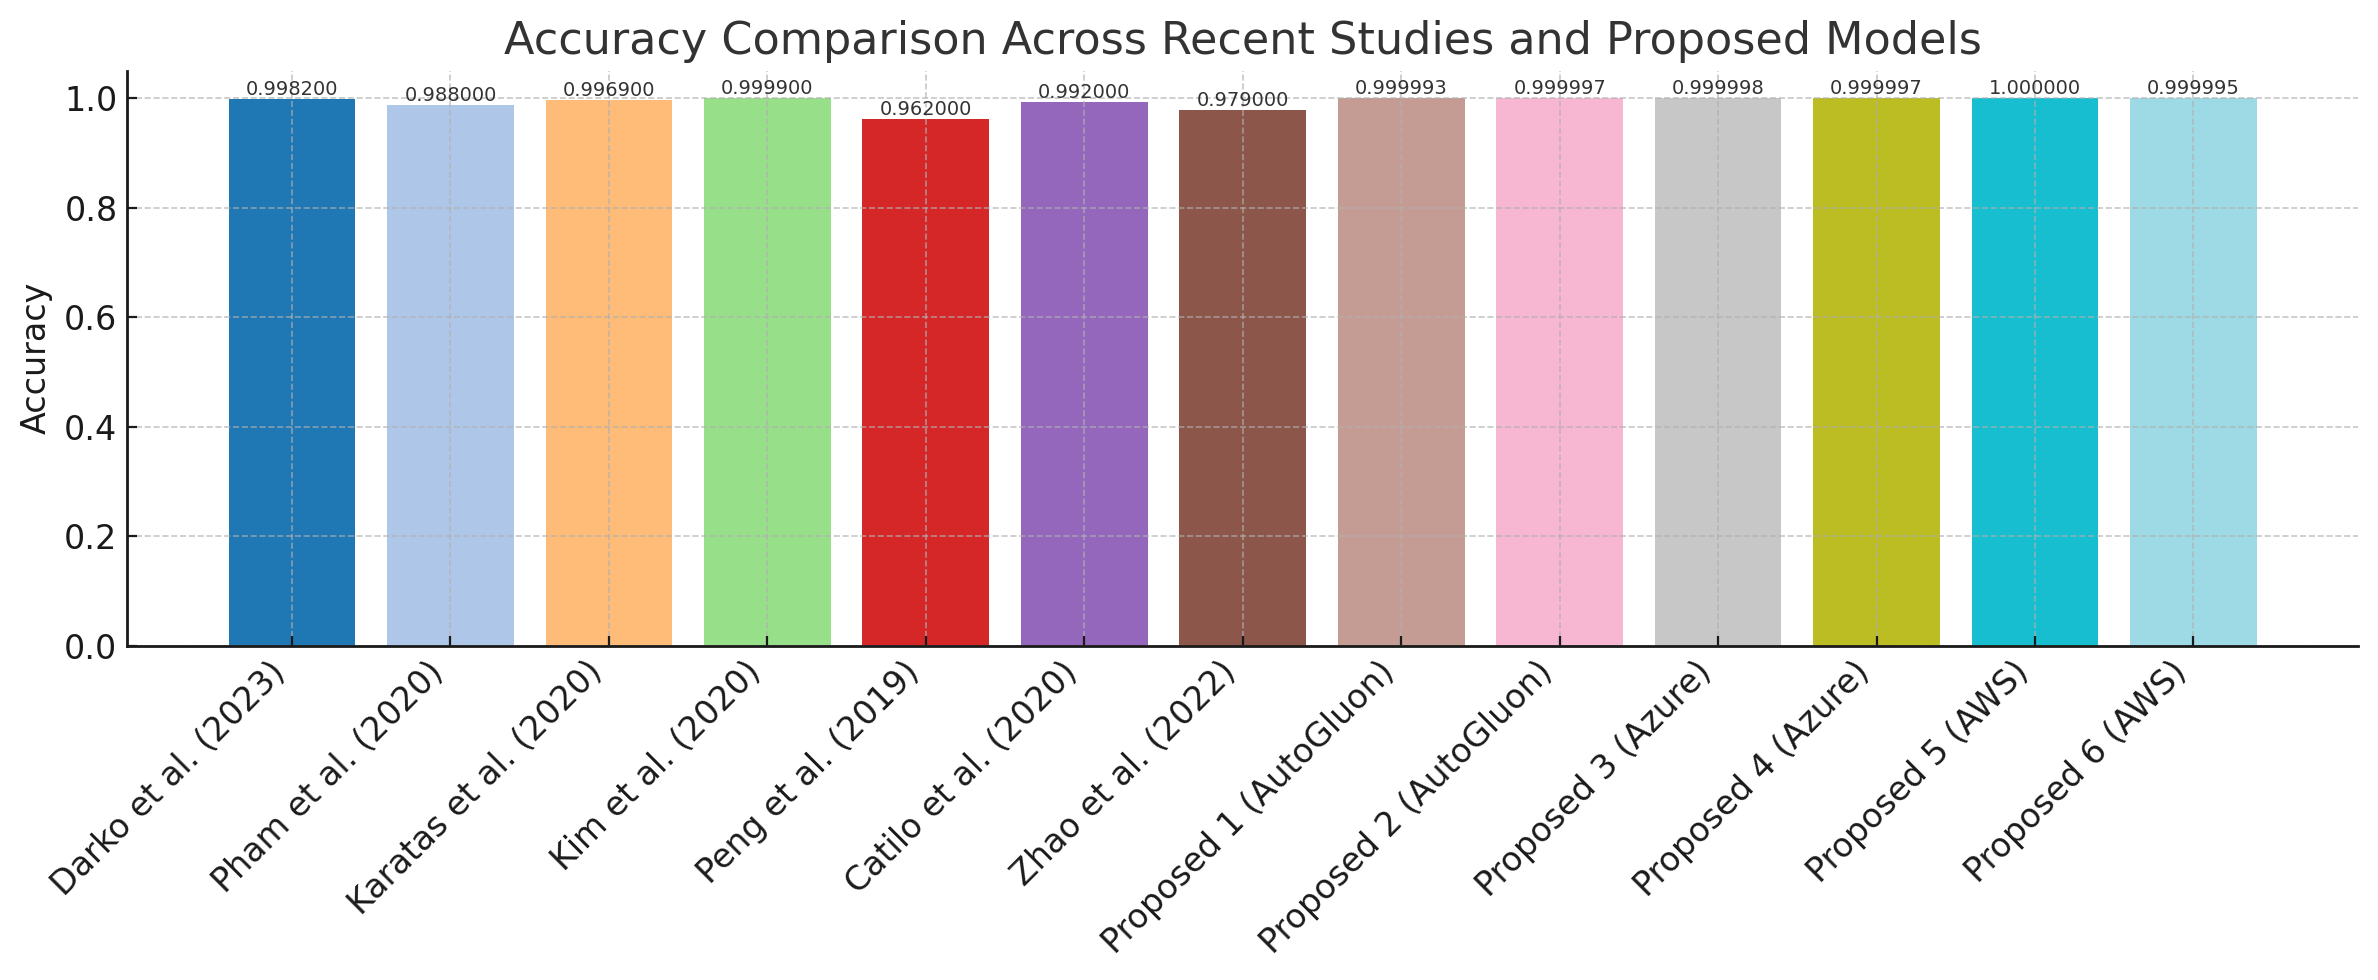 Accuracy Comparison Across Recent Studies and Proposed Models
Accuracy
1.0
0.8
0.6
0.4
0.2
0.0
0.998200
0.988000
0.996900
0.999900
0.962000
0.992000
0.979000
0.999993
0.999997
0.999998
0.999997
1.000000
0.999995
Darko et al. (2023)
Pham et al. (2020)
Karatas et al. (2020)
Kim et al. (2020)
Peng et al. (2019)
Catilo et al. (2020)
Zhao et al. (2022)
Proposed 1 (AutoGluon)
Proposed 2 (AutoGluon)
Proposed 3 (Azure)
Proposed 4 (Azure)
Proposed 5 (AWS)
Proposed 6 (AWS)